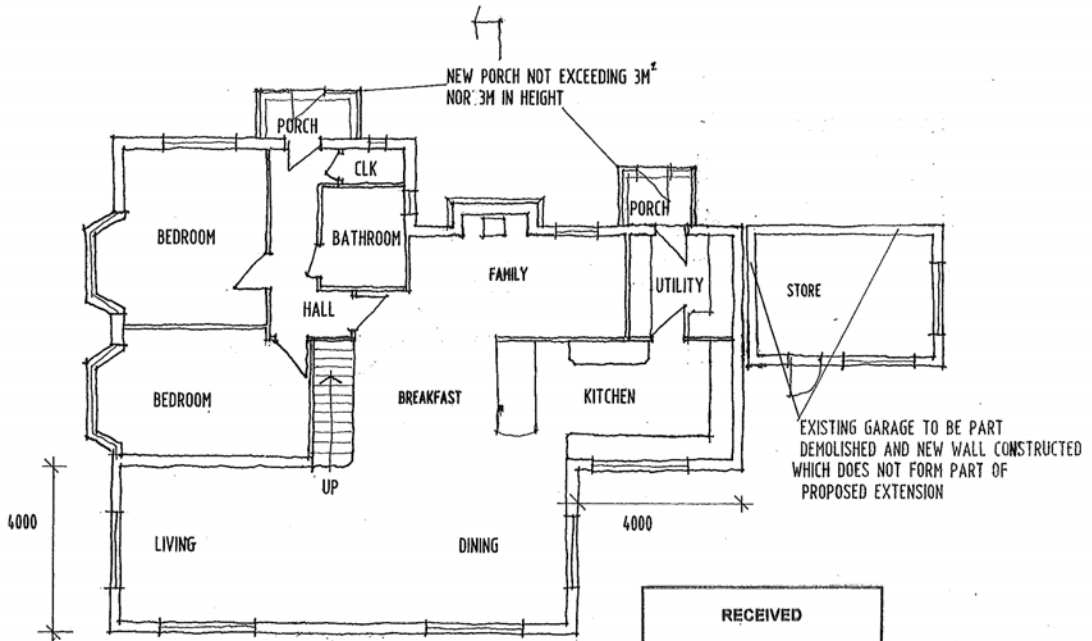 NEW PORCH NOT EXCEEDING 3M²
NOR 3M IN HEIGHT
PORCH
CLK
PORCH
BEDROOM
BATHROOM
FAMILY
UTILITY
STORE
HALL
BEDROOM
BREAKFAST
KITCHEN
EXISTING GARAGE TO BE PART
DEMOLISHED AND NEW WALL CONSTRUCTED
WHICH DOES NOT FORM PART OF
PROPOSED EXTENSION
UP
4000
4000
LIVING
DINING
RECEIVED